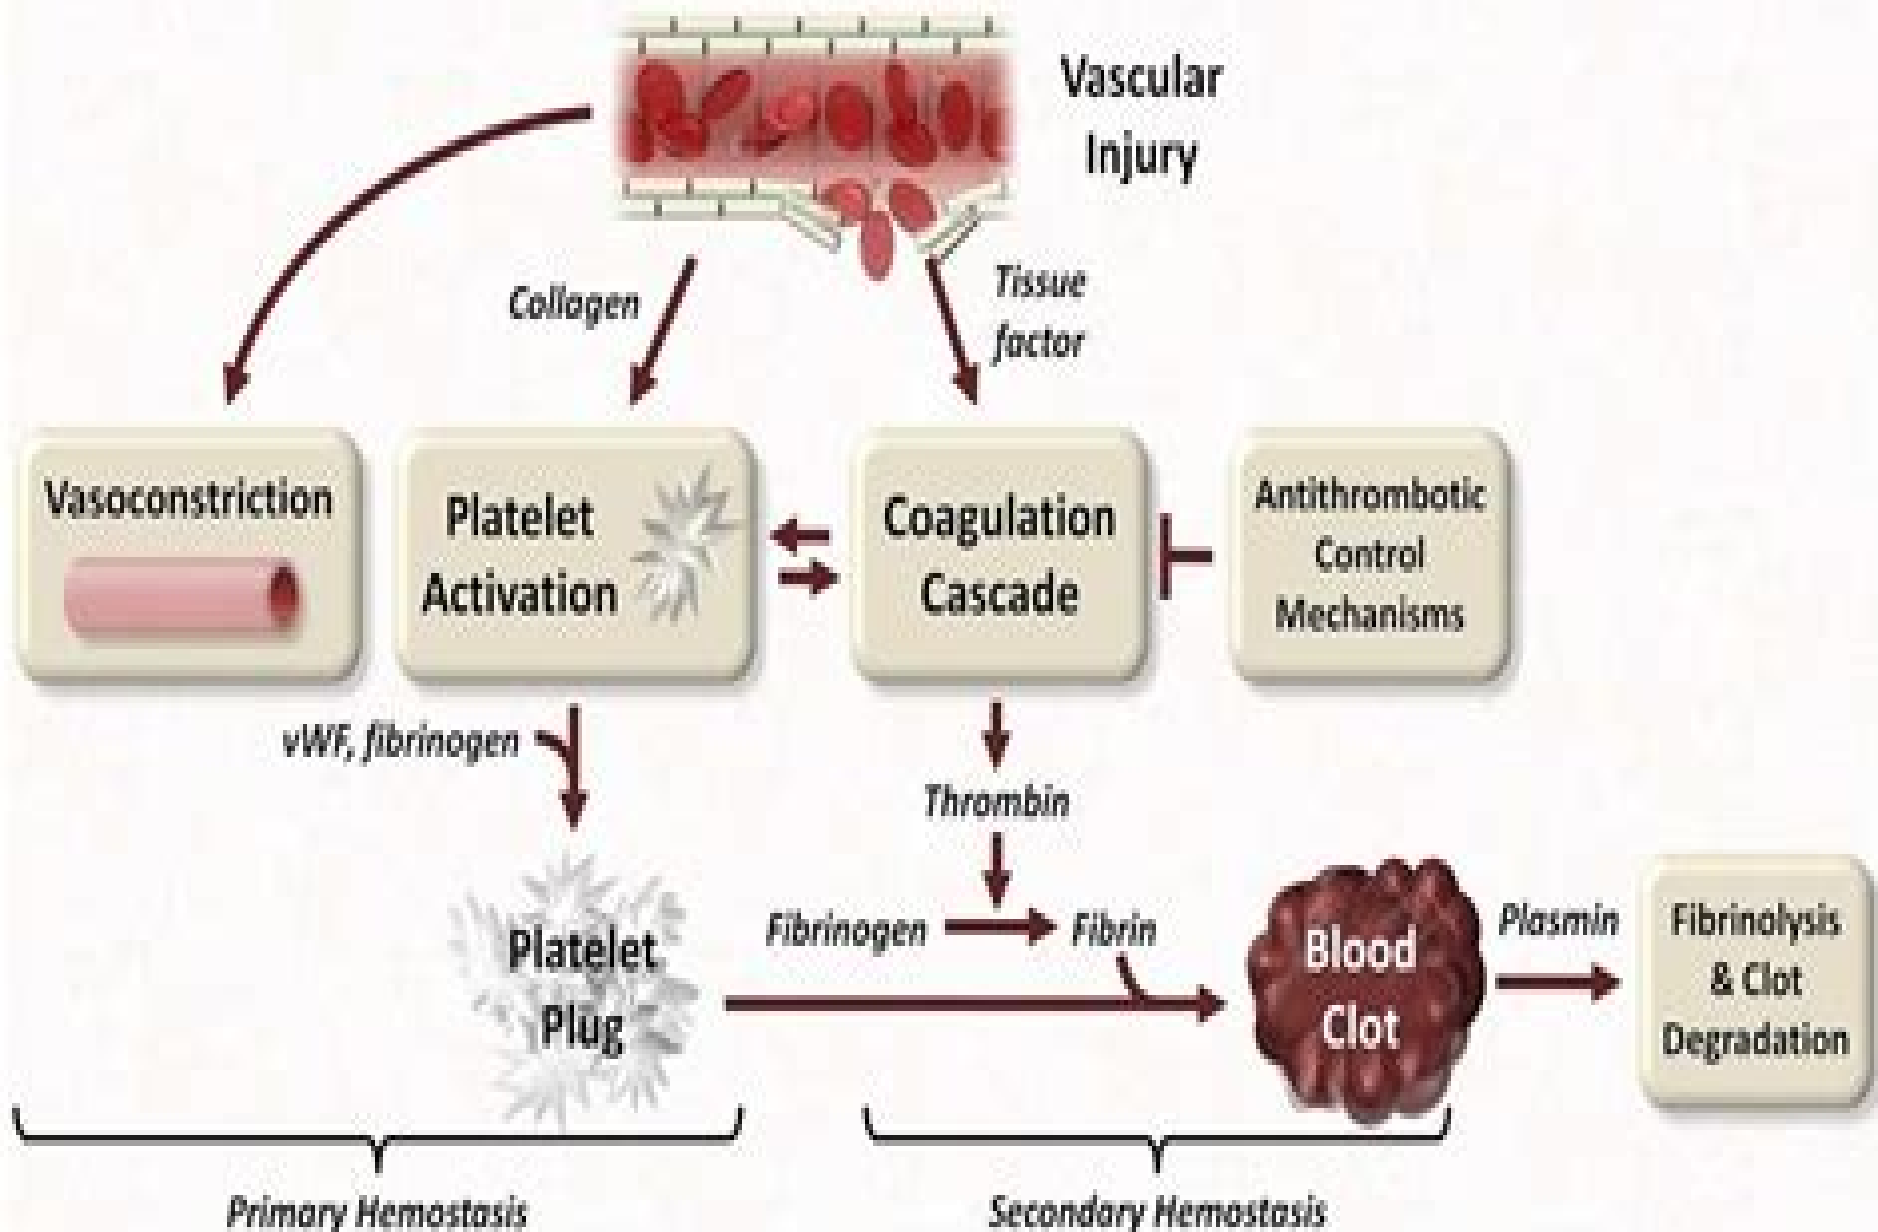 Vascular
Injury
Collagen
Tissue
factor
Vasoconstriction
Platelet
Activation
Coagulation
Cascade
Antithrombotic
Control
Mechanisms
vWF, fibrinogen
Thrombin
Fibrinogen
Fibrin
Platelet
Plug
Blood
Clot
Plasmin
Fibrinolysis
& Clot
Degradation
Primary Hemostasis
Secondary Hemostasis